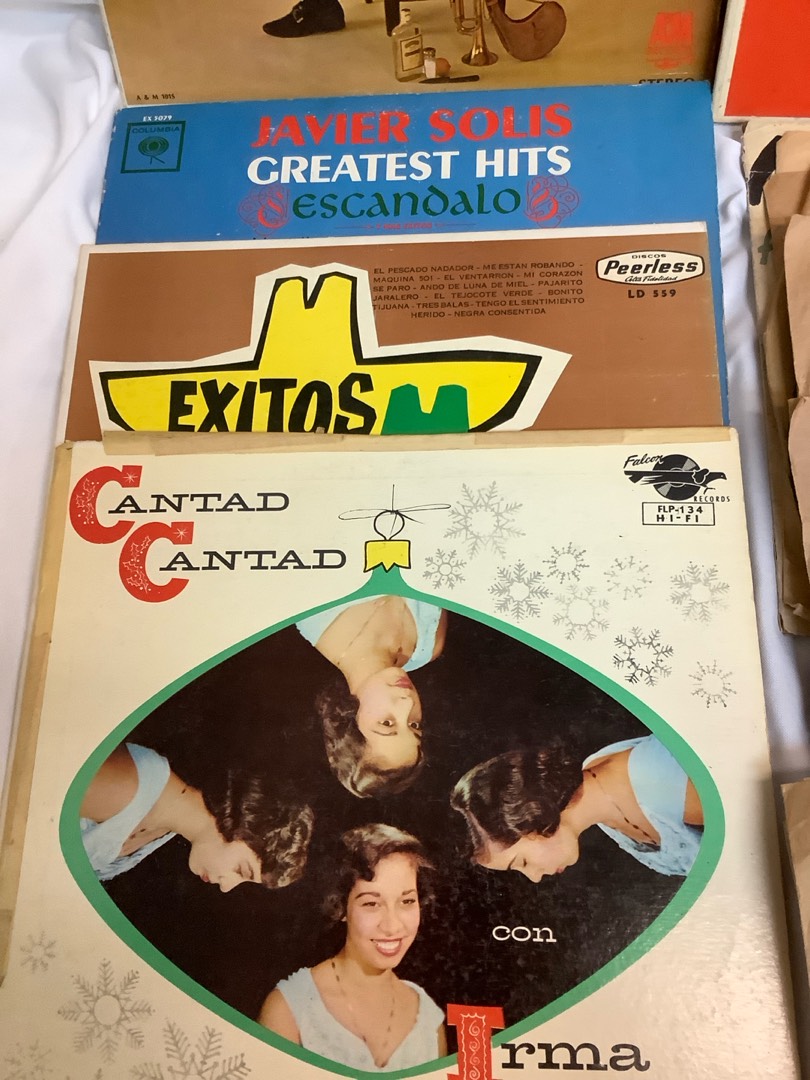 A & M 1015
STEREO
EX 5079
COLUMBIA
JAVIER SOLIS
GREATEST HITS
ESCANDALO
EL PESCADO NADADOR - ME ESTAN ROBANDO -
MAQUINA 501 - EL VENTARRON - MI CORAZON
SE PARO - ANDO DE LUNA DE MIEL - PAJARITO
JARALERO - EL TEJOCOTE VERDE - BONITO
TIJUANA - TRES BALAS - TENGO EL SENTIMIENTO
HERIDO - NEGRA CONSENTIDA
DISCOS
Peerless
Alta Fidelidad
LD 559
EXITOS
CANTAD
CANTAD
Falcon
RECORDS
FLP-134
HI-FI
con
Irma